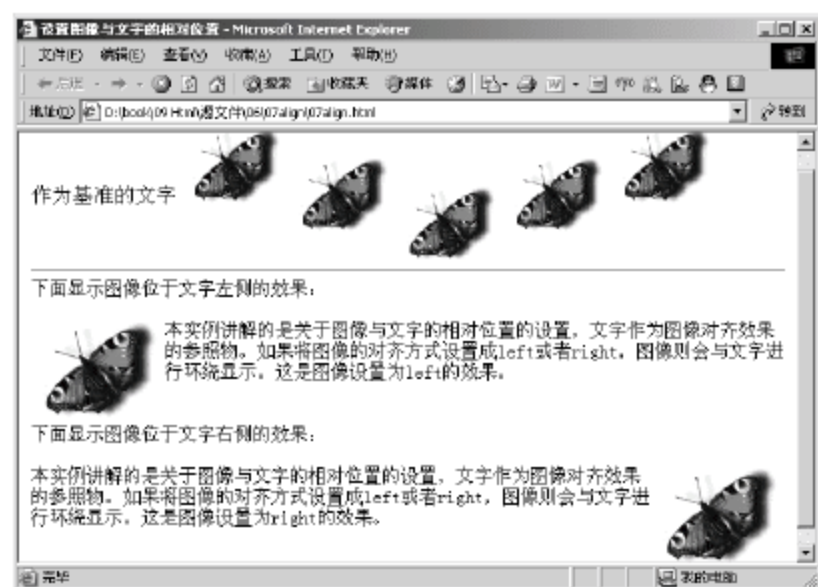 设置图像与文字的相对位置 - Microsoft Internet Explorer
文件(F) 编辑(E) 查看(V) 收藏(A) 工具(T) 帮助(H)
后退 搜索 收藏夹 媒体
地址(D) D:\book\09 Html\源文件\06\07align\07align.html 转到
作为基准的文字
下面显示图像位于文字左侧的效果:
本实例讲解的是关于图像与文字的相对位置的设置。文字作为图像对齐效果
的参照物。如果将图像的对齐方式设置成left或者right，图像则会与文字进
行环绕显示。这是图像设置为left的效果。
下面显示图像位于文字右侧的效果:
本实例讲解的是关于图像与文字的相对位置的设置。文字作为图像对齐效果
的参照物。如果将图像的对齐方式设置成left或者right，图像则会与文字进
行环绕显示。这是图像设置为right的效果。
完毕 我的电脑